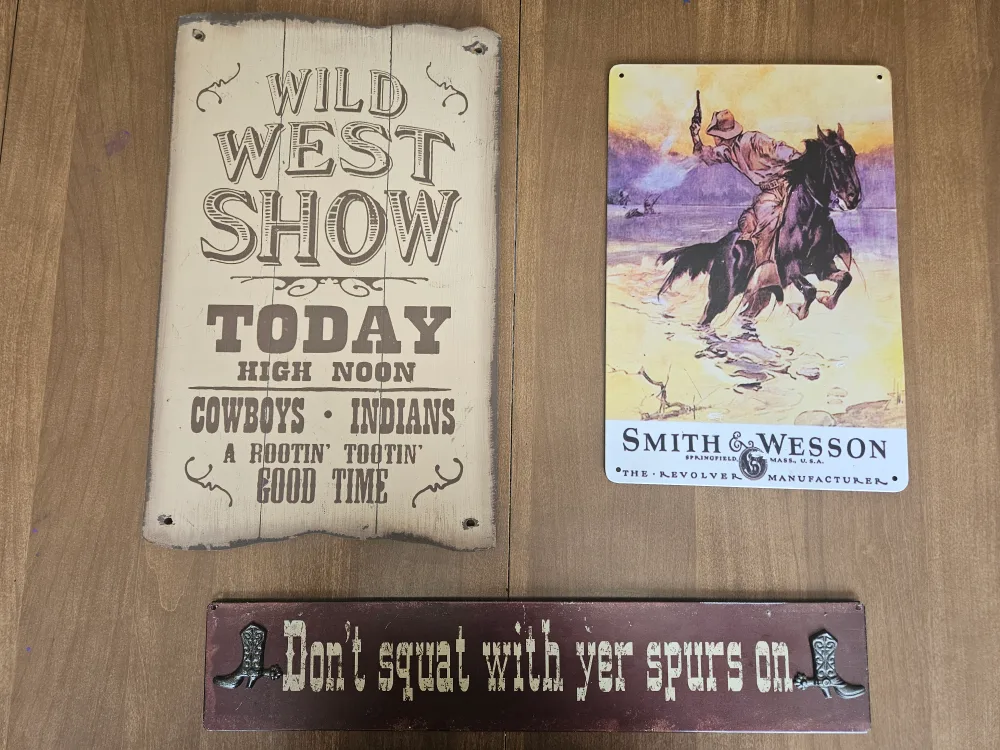 WILD
WEST
SHOW
TODAY
HIGH NOON
COWBOYS • INDIANS
A ROOTIN' TOOTIN'
GOOD TIME
SMITH & WESSON
SPRINGFIELD, MASS., U.S.A.
THE • REVOLVER MANUFACTURER
Don't squat with yer spurs on